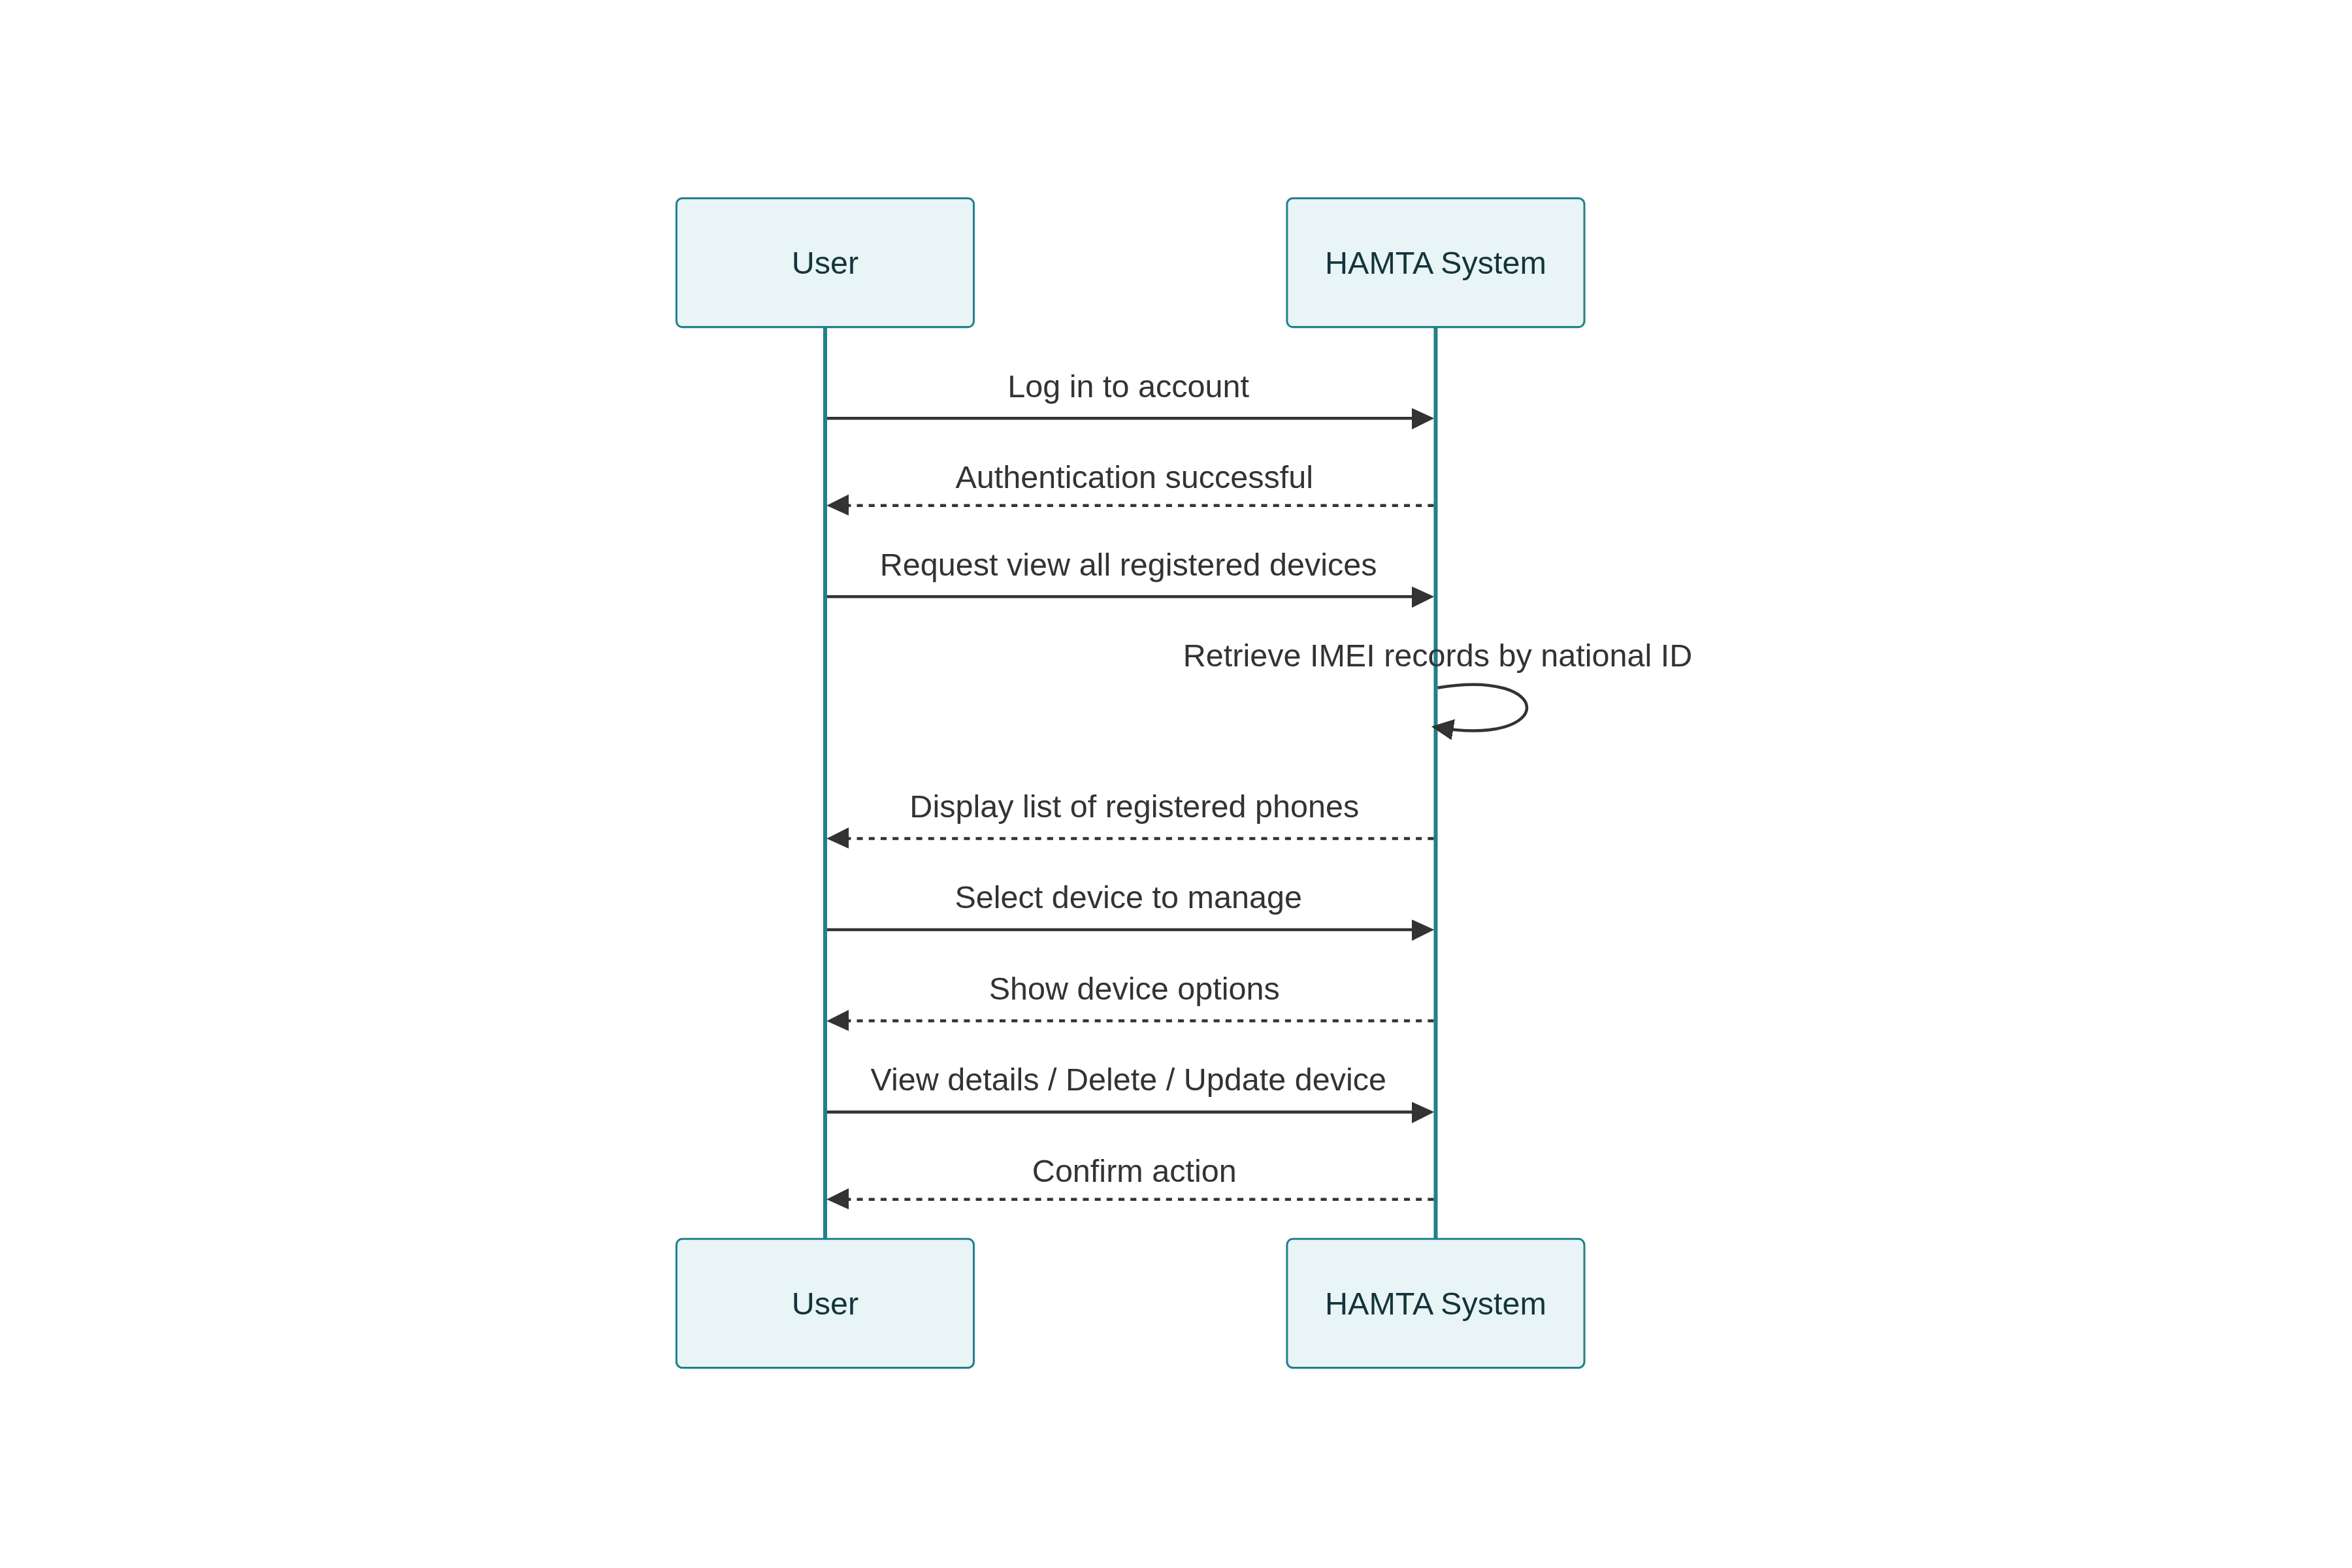 User
HAMTA System
Log in to account
Authentication successful
Request view all registered devices
Retrieve IMEI records by national ID
Display list of registered phones
Select device to manage
Show device options
View details / Delete / Update device
Confirm action
User
HAMTA System